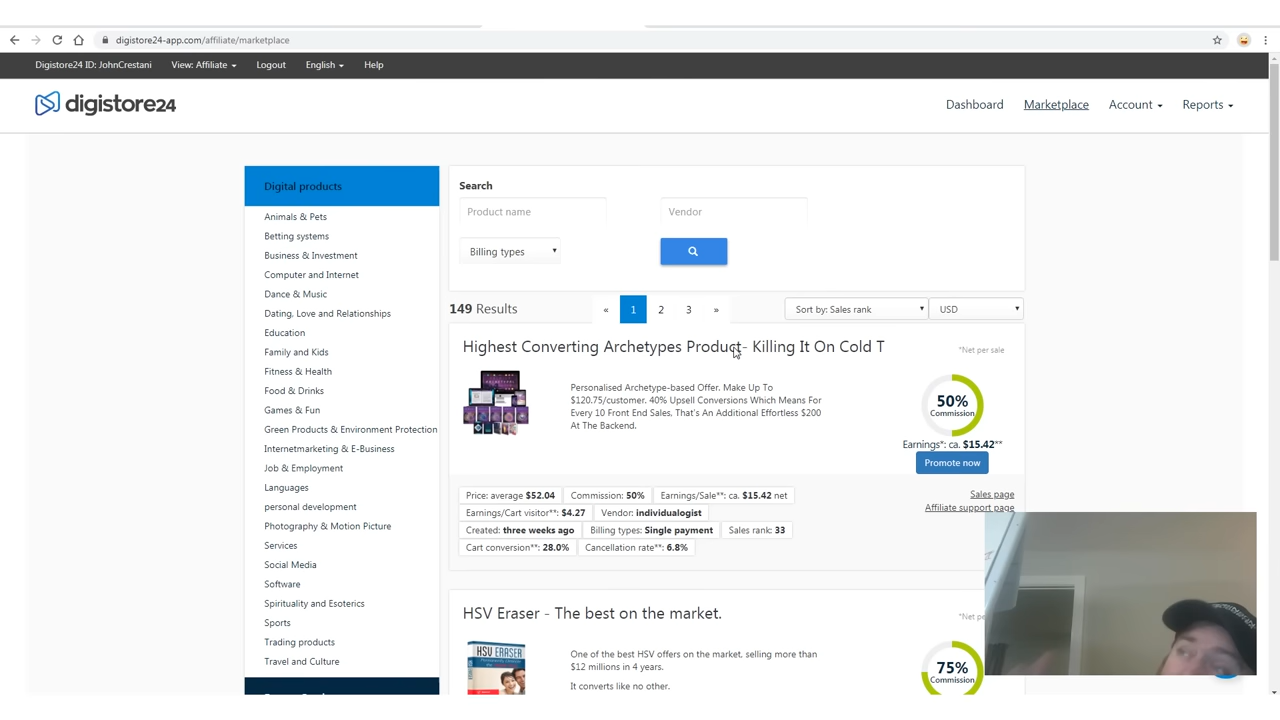 digistore24-app.com/affiliate/marketplace
Digistore24 ID: JohnCrestani View: Affiliate Logout English Help
digistore24 Dashboard Marketplace Account Reports
Digital products
Animals & Pets
Betting systems
Business & Investment
Computer and Internet
Dance & Music
Dating, Love and Relationships
Education
Family and Kids
Fitness & Health
Food & Drinks
Games & Fun
Green Products & Environment Protection
Internetmarketing & E-Business
Job & Employment
Languages
personal development
Photography & Motion Picture
Services
Social Media
Software
Spirituality and Esoterics
Sports
Trading products
Travel and Culture
Search
Product name Vendor
Billing types
149 Results « 1 2 3 » Sort by: Sales rank USD
Highest Converting Archetypes Product- Killing It On Cold T
*Net per sale
Personalised Archetype-based Offer. Make Up To
$120.75/customer. 40% Upsell Conversions Which Means For
Every 10 Front End Sales, That's An Additional Effortless $200
At The Backend.
50%
Commission
Earnings*: ca. $15.42**
Promote now
Price: average $52.04 Commission: 50% Earnings/Sale**: ca. $15.42 net
Earnings/Cart visitor**: $4.27 Vendor: individualogist
Created: three weeks ago Billing types: Single payment Sales rank: 33
Cart conversion**: 28.0% Cancellation rate**: 6.8%
Sales page
Affiliate support page
HSV Eraser - The best on the market.
*Net pe
HSV ERASER
One of the best HSV offers on the market, selling more than
$12 millions in 4 years.
It converts like no other.
75%
Commission